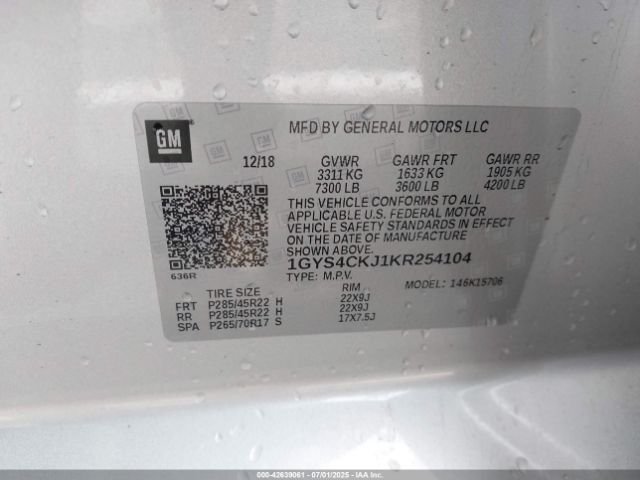 GM
MFD BY GENERAL MOTORS LLC
12/18 GVWR GAWR FRT GAWR RR
3311 KG 1633 KG 1905 KG
7300 LB 3600 LB 4200 LB
THIS VEHICLE CONFORMS TO ALL
APPLICABLE U.S. FEDERAL MOTOR
VEHICLE SAFETY STANDARDS IN EFFECT
ON THE DATE OF MANUFACTURE
SHOWN ABOVE.
1GYS4CKJ1KR254104
636R
TYPE: M.P.V. MODEL: 146K15706
TIRE SIZE RIM
FRT P285/45R22 H 22X9J
RR P285/45R22 H 22X9J
SPA P265/70R17 S 17X7.5J
000-42639061 - 07/01/2025 - IAA, Inc.